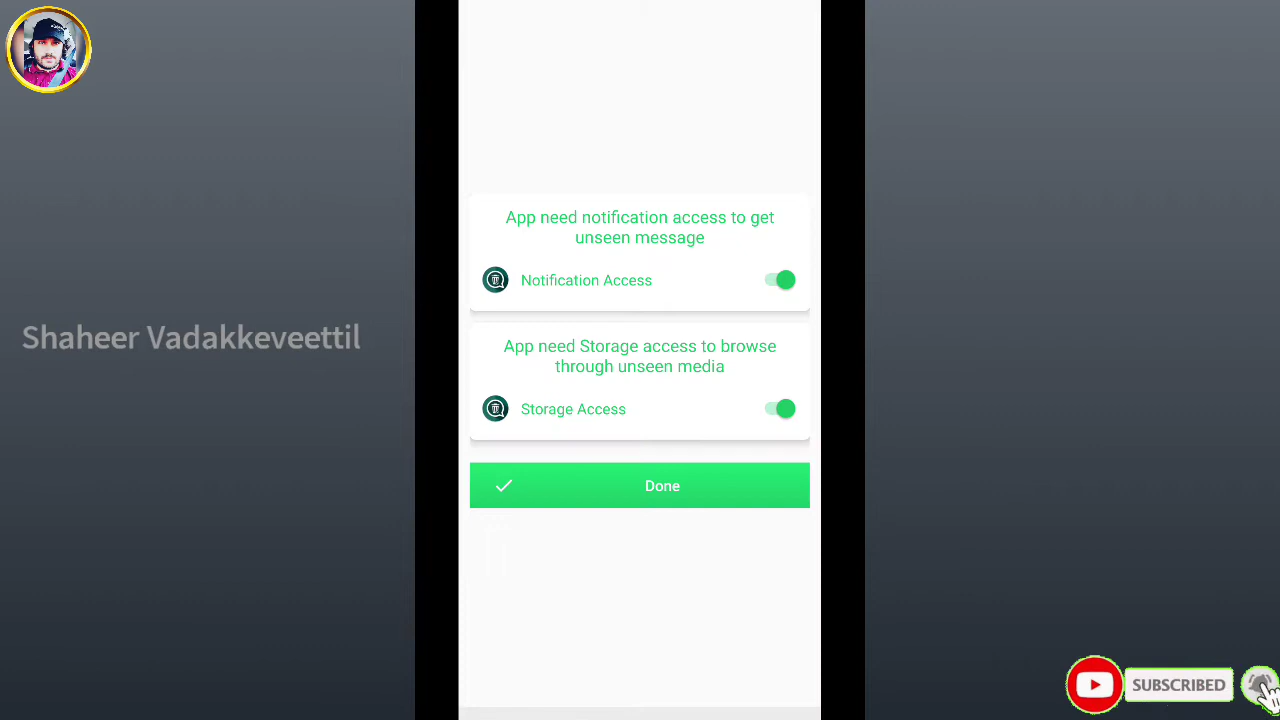 App need notification access to get
unseen message
Notification Access
Shaheer Vadakkeveettil
App need Storage access to browse
through unseen media
Storage Access
Done
SUBSCRIBED